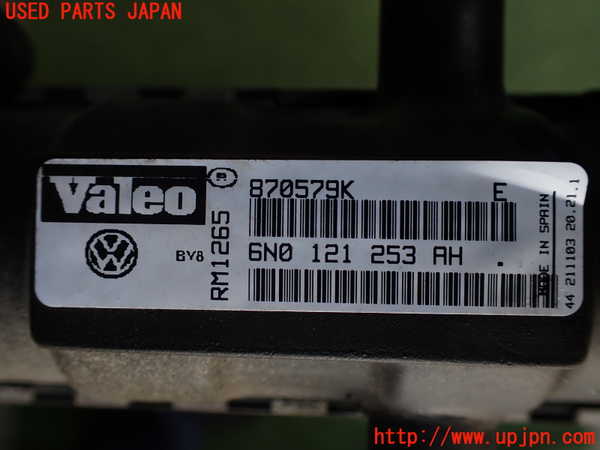 USED PARTS JAPAN
Valeo
R
870579K E
BY8
RM1265
6N0 121 253 AH .
MADE IN SPAIN
44 211103 20.21.1
http://www.upjpn.com